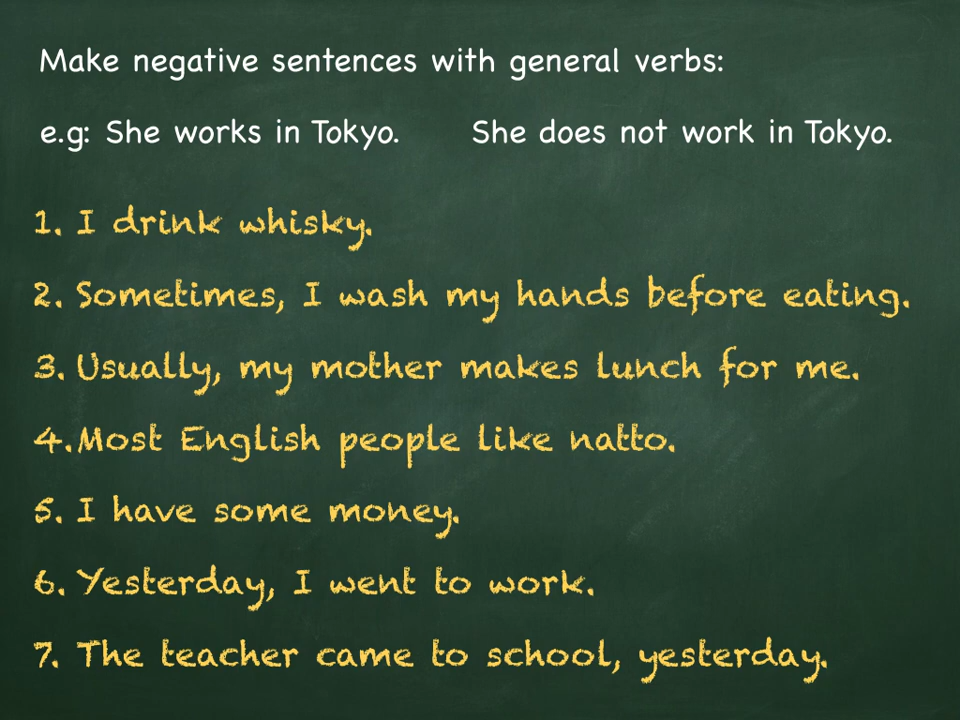 Make negative sentences with general verbs:
e.g: She works in Tokyo. She does not work in Tokyo.
1. I drink whisky.
2. Sometimes, I wash my hands before eating.
3. Usually, my mother makes lunch for me.
4.Most English people like natto.
5. I have some money.
6. Yesterday, I went to work.
7. The teacher came to school, yesterday.